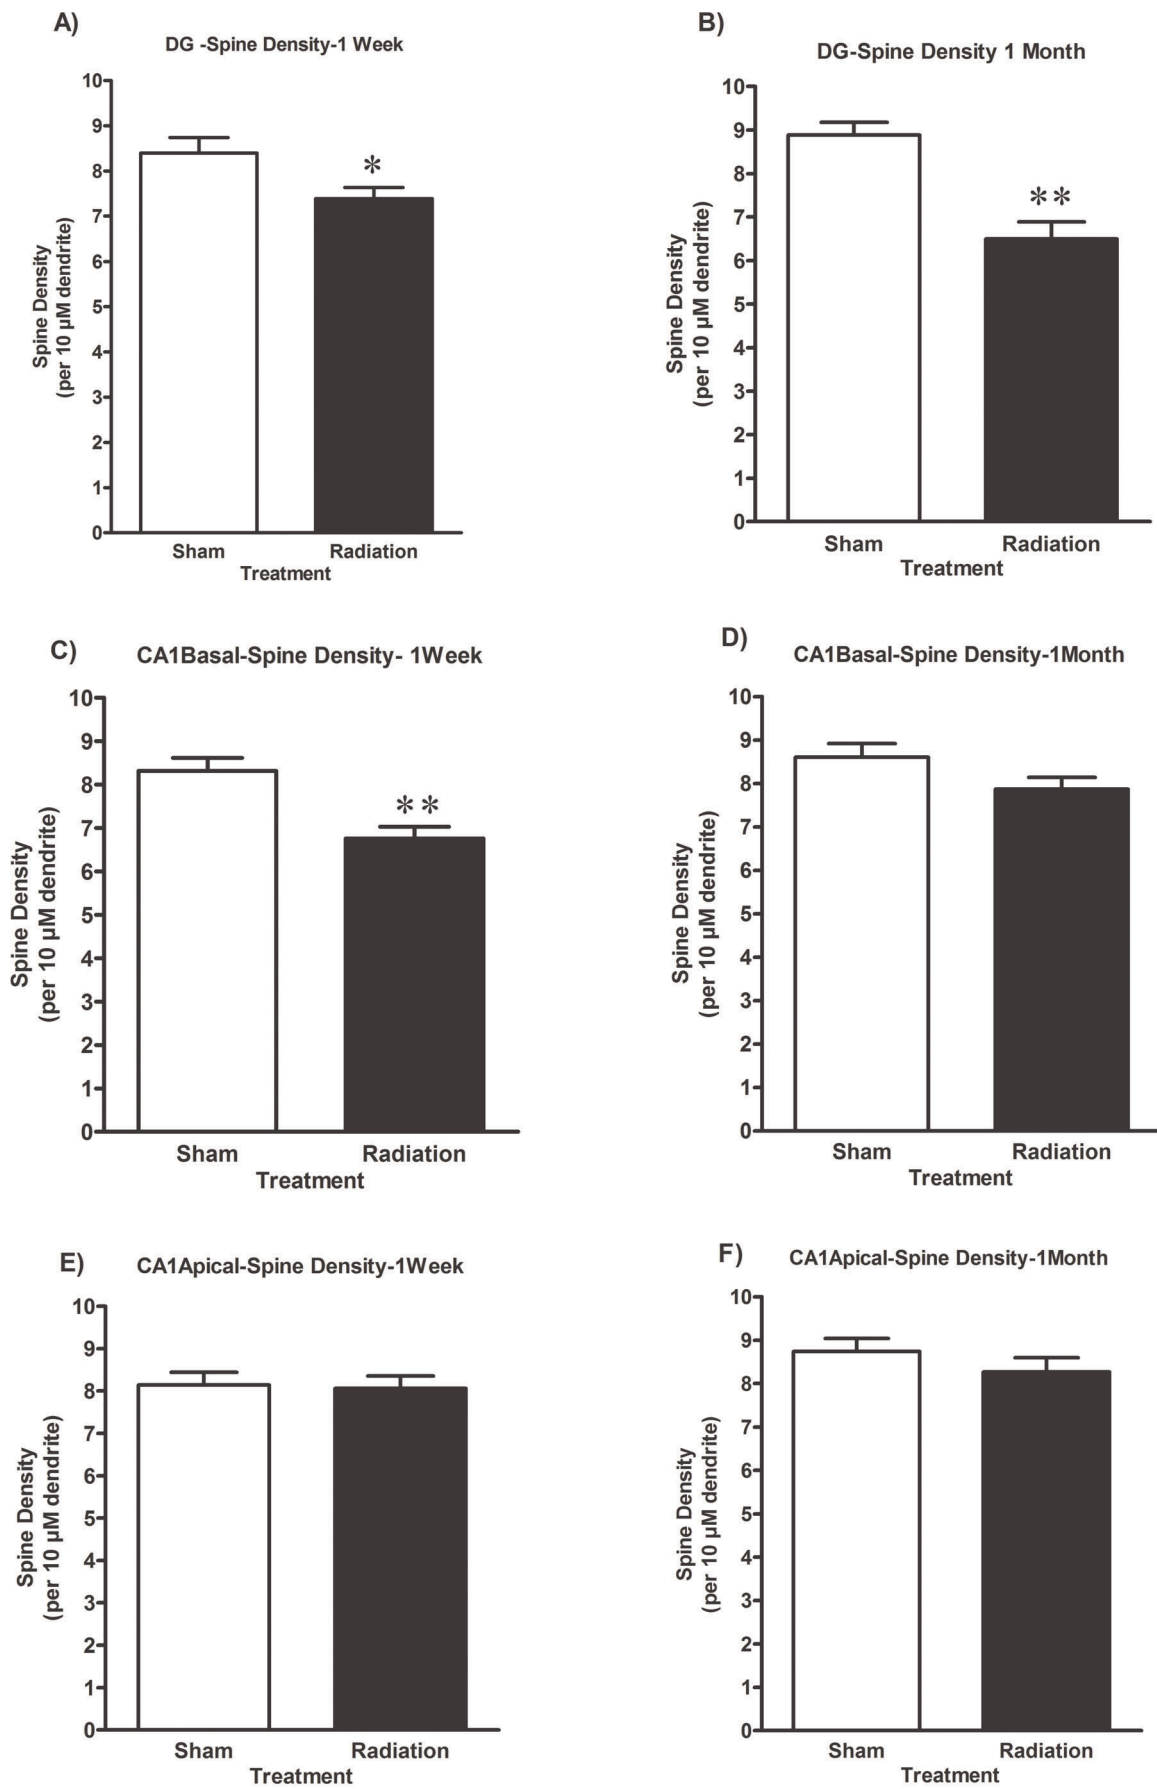 A)
DG -Spine Density-1 Week
10
9
8
7
6
5
4
3
2
1
0
Spine Density
(per 10 µM dendrite)
*
Sham
Radiation
Treatment
B)
DG-Spine Density 1 Month
10
9
8
7
6
5
4
3
2
1
0
Spine Density
(per 10 µM dendrite)
**
Sham
Radiation
Treatment
C)
CA1Basal-Spine Density- 1Week
10
9
8
7
6
5
4
3
2
1
0
Spine Density
(per 10 µM dendrite)
**
Sham
Radiation
Treatment
D)
CA1Basal-Spine Density-1Month
10
9
8
7
6
5
4
3
2
1
0
Spine Density
(per 10 µM dendrite)
Sham
Radiation
Treatment
E)
CA1Apical-Spine Density-1Week
10
9
8
7
6
5
4
3
2
1
0
Spine Density
(per 10 µM dendrite)
Sham
Radiation
Treatment
F)
CA1Apical-Spine Density-1Month
10
9
8
7
6
5
4
3
2
1
0
Spine Density
(per 10 µM dendrite)
Sham
Radiation
Treatment